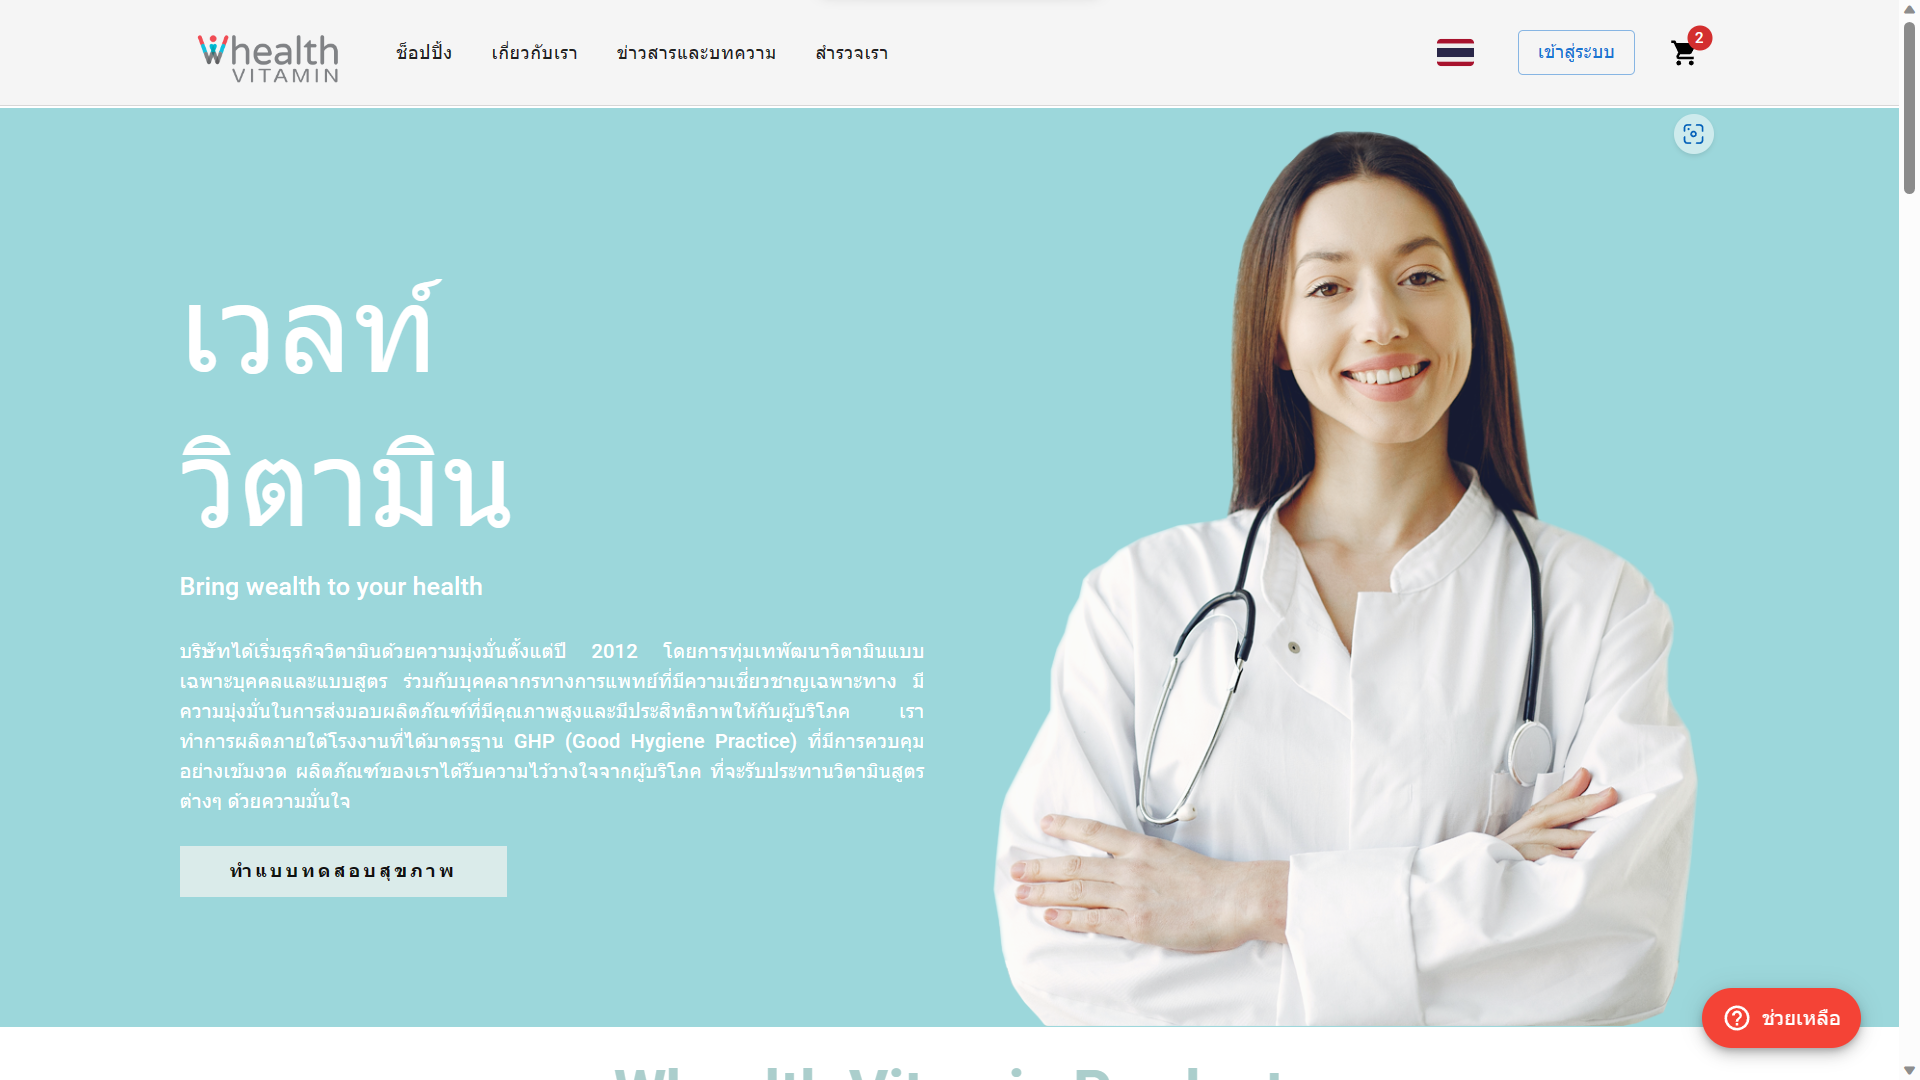 Whealth
VITAMIN
ช็อปปิ้ง
เกี่ยวกับเรา
ข่าวสารและบทความ
สำรวจเรา
เข้าสู่ระบบ
2
เวลท์
วิตามิน
Bring wealth to your health
บริษัทได้เริ่มธุรกิจวิตามินด้วยความมุ่งมั่นตั้งแต่ปี 2012 โดยการทุ่มเทพัฒนาวิตามินแบบ
เฉพาะบุคคลและแบบสูตร ร่วมกับบุคคลากรทางการแพทย์ที่มีความเชี่ยวชาญเฉพาะทาง มี
ความมุ่งมั่นในการส่งมอบผลิตภัณฑ์ที่มีคุณภาพสูงและมีประสิทธิภาพให้กับผู้บริโภค เรา
ทำการผลิตภายใต้โรงงานที่ได้มาตรฐาน GHP (Good Hygiene Practice) ที่มีการควบคุม
อย่างเข้มงวด ผลิตภัณฑ์ของเราได้รับความไว้วางใจจากผู้บริโภค ที่จะรับประทานวิตามินสูตร
ต่างๆ ด้วยความมั่นใจ
ทำแบบทดสอบสุขภาพ
ช่วยเหลือ